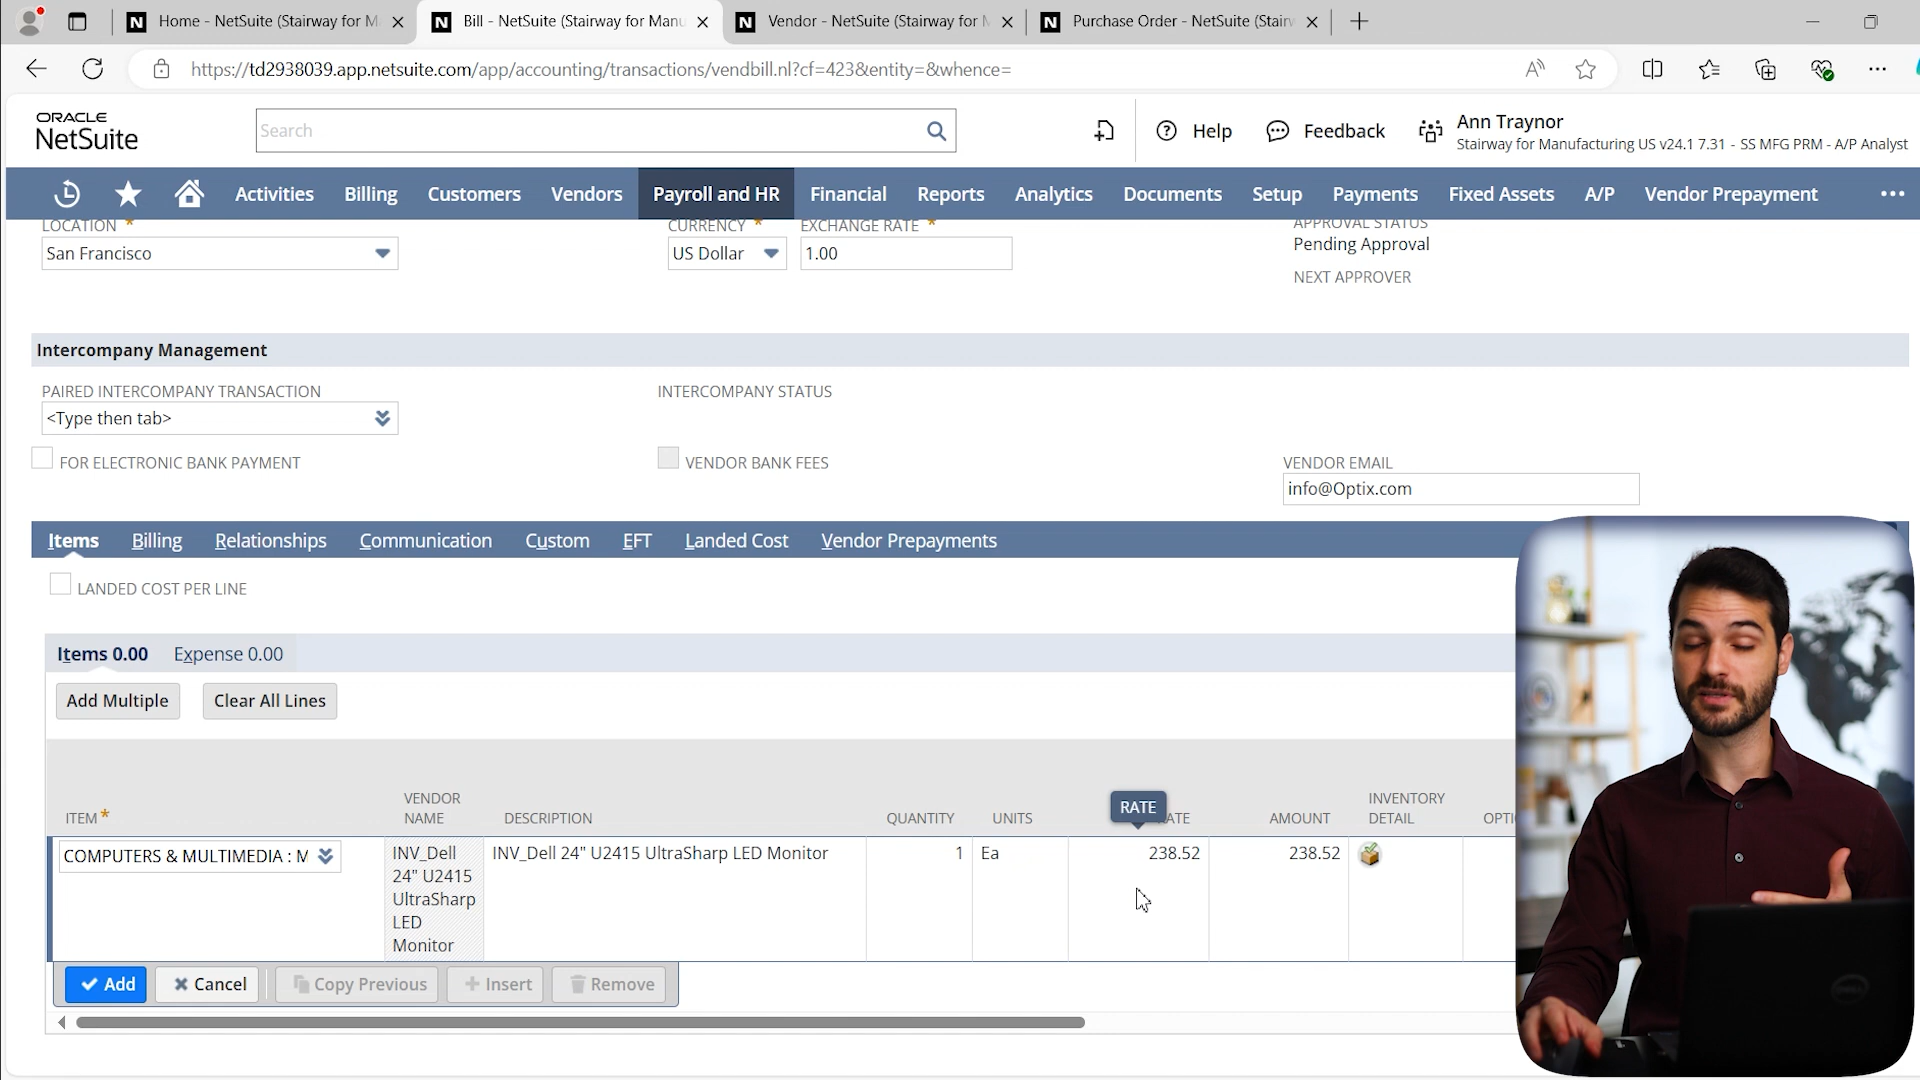 Home - NetSuite (Stairway for M
Bill - NetSuite (Stairway for Manu
Vendor - NetSuite (Stairway for M
Purchase Order - NetSuite (Stairw
https://td2938039.app.netsuite.com/app/accounting/transactions/vendbill.nl?cf=423&entity=&whence=
ORACLE
NetSuite
Search
Help
Feedback
Ann Traynor
Stairway for Manufacturing US v24.1 7.31 - SS MFG PRM - A/P Analyst
Activities Billing Customers Vendors Payroll and HR Financial Reports Analytics Documents Setup Payments Fixed Assets A/P Vendor Prepayment
LOCATION *
San Francisco
CURRENCY *
US Dollar
EXCHANGE RATE *
1.00
APPROVAL STATUS
Pending Approval
NEXT APPROVER
Intercompany Management
PAIRED INTERCOMPANY TRANSACTION
<Type then tab>
INTERCOMPANY STATUS
FOR ELECTRONIC BANK PAYMENT
VENDOR BANK FEES
VENDOR EMAIL
info@Optix.com
Items Billing Relationships Communication Custom EFT Landed Cost Vendor Prepayments
LANDED COST PER LINE
Items 0.00 Expense 0.00
Add Multiple Clear All Lines
RATE
ITEM * VENDOR NAME DESCRIPTION QUANTITY UNITS RATE AMOUNT INVENTORY DETAIL OPTI
COMPUTERS & MULTIMEDIA : M
INV_Dell
24" U2415
UltraSharp
LED
Monitor
INV_Dell 24" U2415 UltraSharp LED Monitor
1 Ea 238.52 238.52
Add Cancel Copy Previous Insert Remove